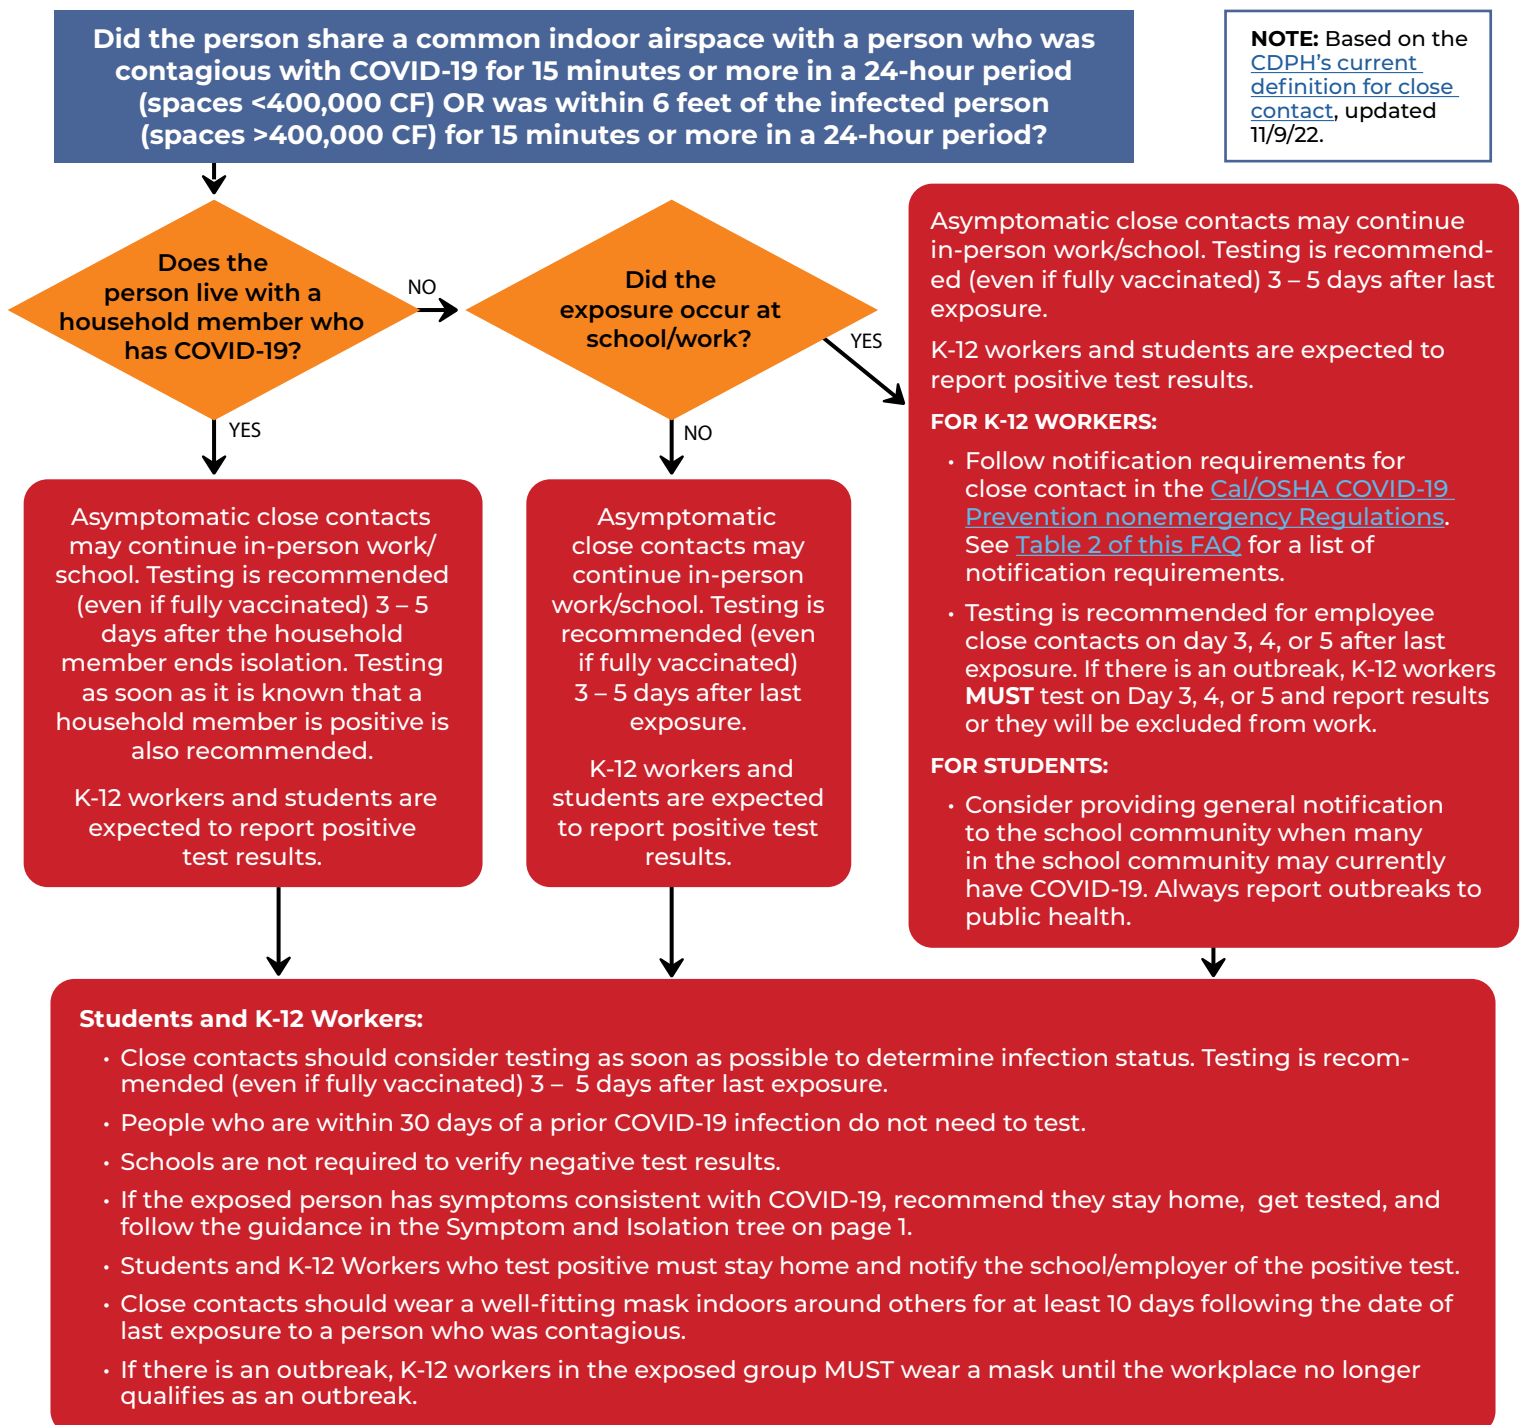 Did the person share a common indoor airspace with a person who was
contagious with COVID-19 for 15 minutes or more in a 24-hour period
(spaces <400,000 CF) OR was within 6 feet of the infected person
(spaces >400,000 CF) for 15 minutes or more in a 24-hour period?
NOTE: Based on the
CDPH's current
definition for close
contact, updated
11/9/22.
Does the
person live with a
household member who
has COVID-19?
NO
YES
Did the
exposure occur at
school/work?
YES
NO
Asymptomatic close contacts
may continue in-person work/
school. Testing is recommended
(even if fully vaccinated) 3 – 5
days after the household
member ends isolation. Testing
as soon as it is known that a
household member is positive is
also recommended.
K-12 workers and students are
expected to report positive
test results.
Asymptomatic
close contacts may
continue in-person
work/school. Testing is
recommended (even
if fully vaccinated)
3 – 5 days after last
exposure.
K-12 workers and
students are expected
to report positive test
results.
Asymptomatic close contacts may continue
in-person work/school. Testing is recommend-
ed (even if fully vaccinated) 3 – 5 days after last
exposure.
K-12 workers and students are expected to
report positive test results.
FOR K-12 WORKERS:
• Follow notification requirements for
close contact in the Cal/OSHA COVID-19
Prevention nonemergency Regulations.
See Table 2 of this FAQ for a list of
notification requirements.
• Testing is recommended for employee
close contacts on day 3, 4, or 5 after last
exposure. If there is an outbreak, K-12 workers
MUST test on Day 3, 4, or 5 and report results
or they will be excluded from work.
FOR STUDENTS:
• Consider providing general notification
to the school community when many
in the school community may currently
have COVID-19. Always report outbreaks to
public health.
Students and K-12 Workers:
• Close contacts should consider testing as soon as possible to determine infection status. Testing is recom-
mended (even if fully vaccinated) 3 – 5 days after last exposure.
• People who are within 30 days of a prior COVID-19 infection do not need to test.
• Schools are not required to verify negative test results.
• If the exposed person has symptoms consistent with COVID-19, recommend they stay home, get tested, and
follow the guidance in the Symptom and Isolation tree on page 1.
• Students and K-12 Workers who test positive must stay home and notify the school/employer of the positive test.
• Close contacts should wear a well-fitting mask indoors around others for at least 10 days following the date of
last exposure to a person who was contagious.
• If there is an outbreak, K-12 workers in the exposed group MUST wear a mask until the workplace no longer
qualifies as an outbreak.